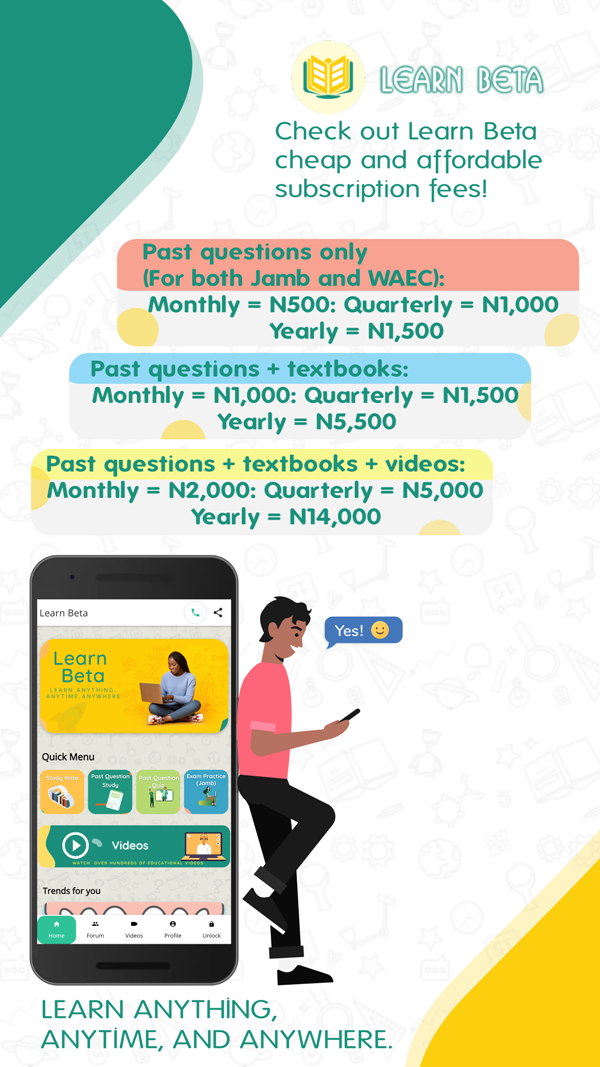 LEARN BETA
Check out Learn Beta
cheap and affordable
subscription fees!
Past questions only
(For both Jamb and WAEC):
Monthly = N500: Quarterly = N1,000
Yearly = N1,500
Past questions + textbooks:
Monthly = N1,000: Quarterly = N1,500
Yearly = N5,500
Past questions + textbooks + videos:
Monthly = N2,000: Quarterly = N5,000
Yearly = N14,000
Learn Beta
Learn
Beta
LEARN ANYTHING,
ANYTIME,ANYWHERE
Yes!
Quick Menu
Study Note
Past Question
Study
Past Question
Quiz
Exam Practice
(Jamb)
Videos
WATCH OVER HUNDREDS OF EDUCATIONAL VIDEOS
Trends for you
Home
Forum
Videos
Profile
Unlock
LEARN ANYTHING,
ANYTIME, AND ANYWHERE.